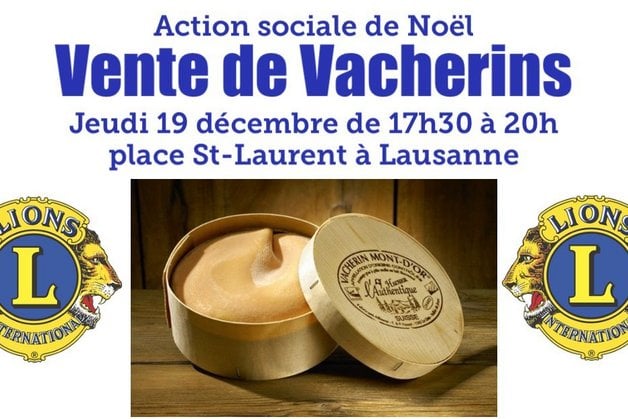 Action sociale de Noël
Vente de Vacherins
Jeudi 19 décembre de 17h30 à 20h
place St-Laurent à Lausanne
LIONS
L
INTERNATIONAL
®
VACHERIN MONT-D'OR
l'Authentique
SUISSE
LIONS
L
INTERNATIONAL
®